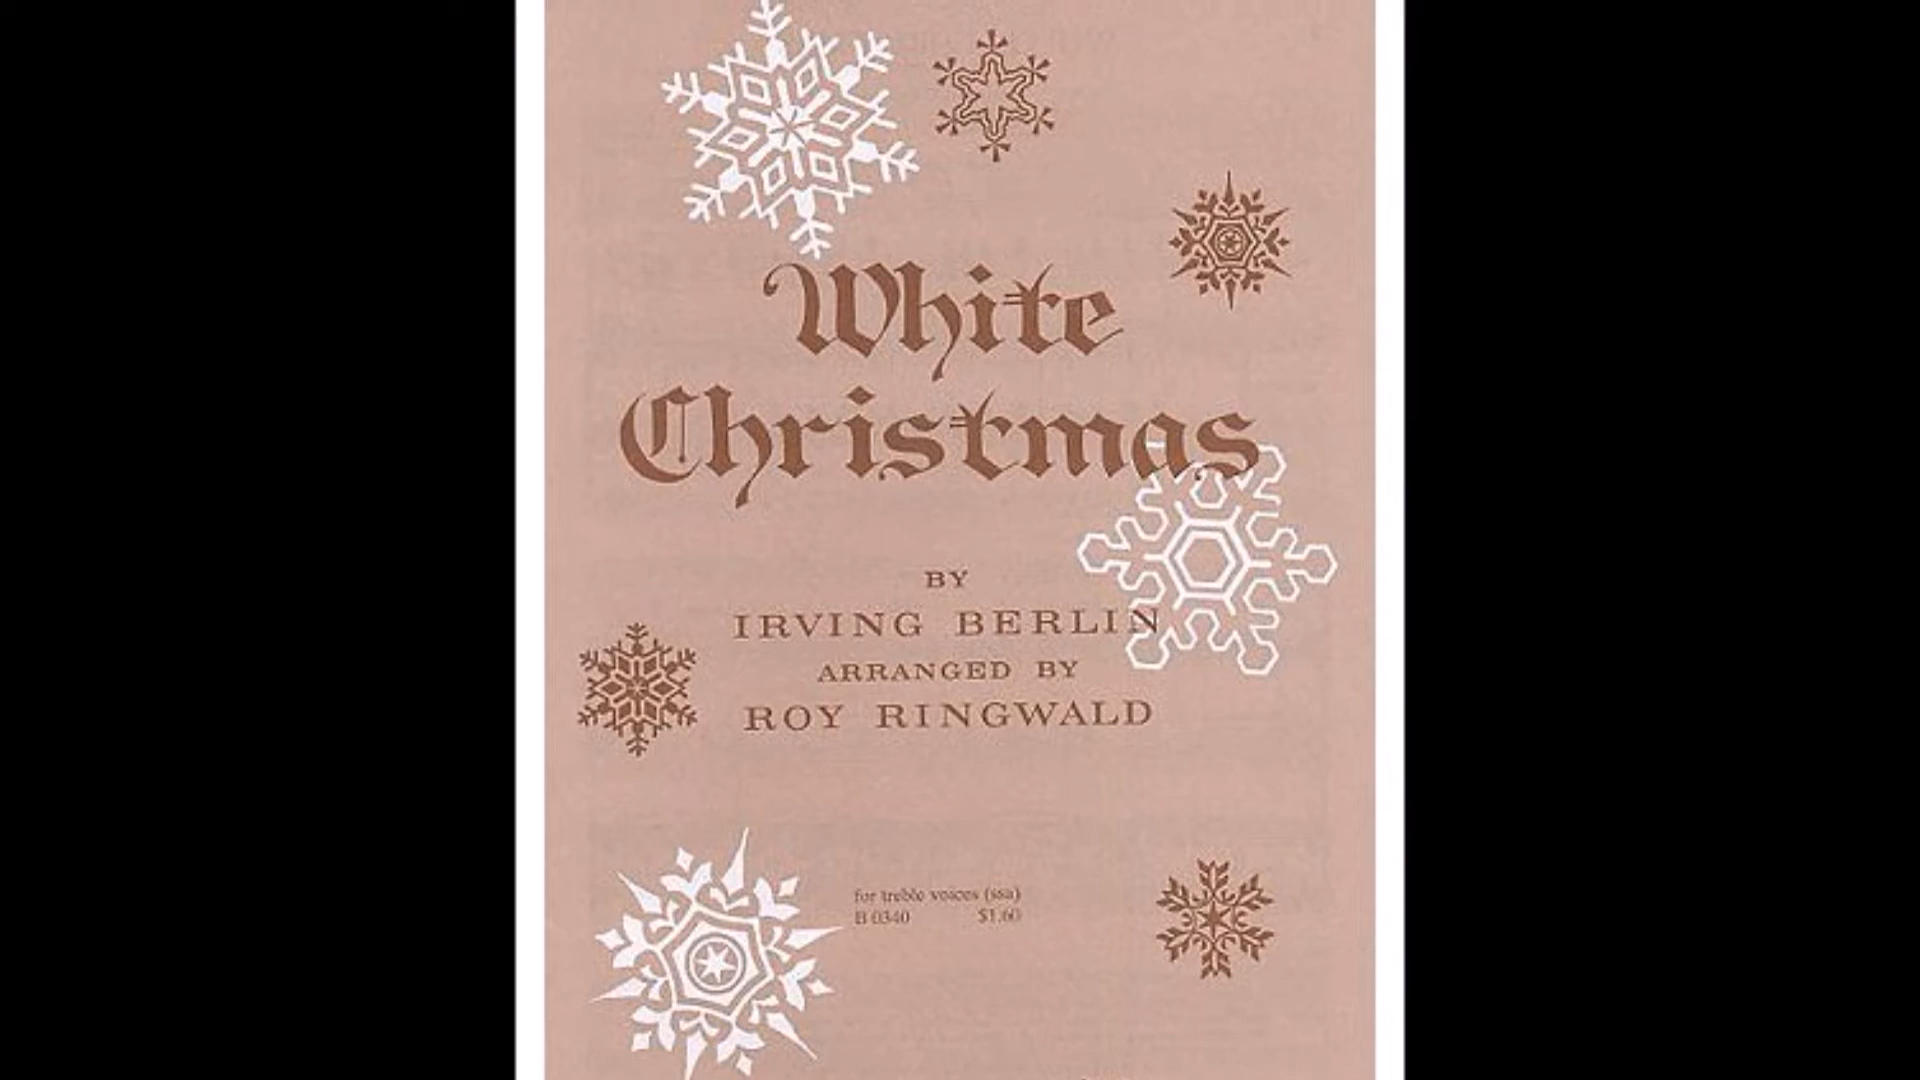 White
Christmas
BY
IRVING BERLIN
ARRANGED BY
ROY RINGWALD
for treble voices (ssa)
B 0340 $1.60